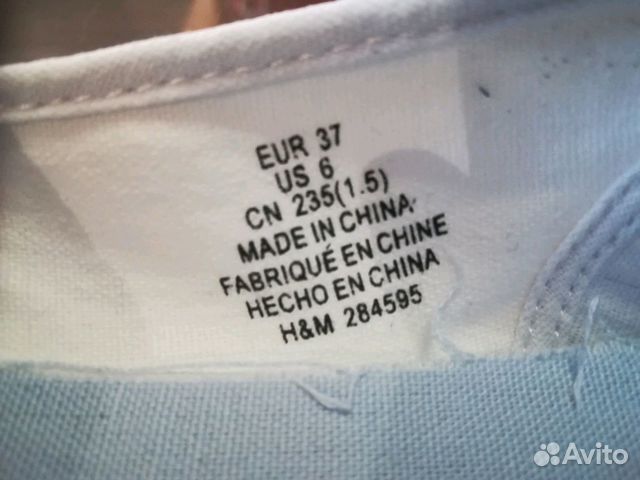 EUR 37
US 6
CN 235(1.5)
MADE IN CHINA
FABRIQUÉ EN CHINE
HECHO EN CHINA
H&M 284595
Avito